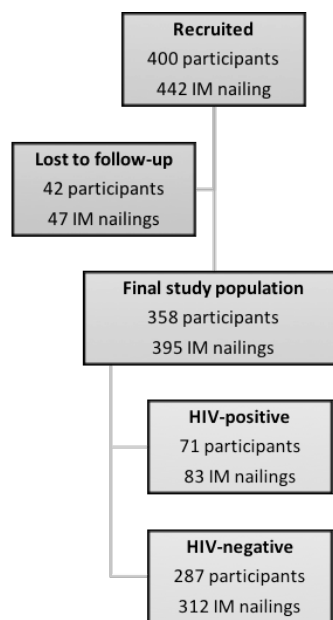 Recruited
400 participants
442 IM nailing
Lost to follow-up
42 participants
47 IM nailings
Final study population
358 participants
395 IM nailings
HIV-positive
71 participants
83 IM nailings
HIV-negative
287 participants
312 IM nailings